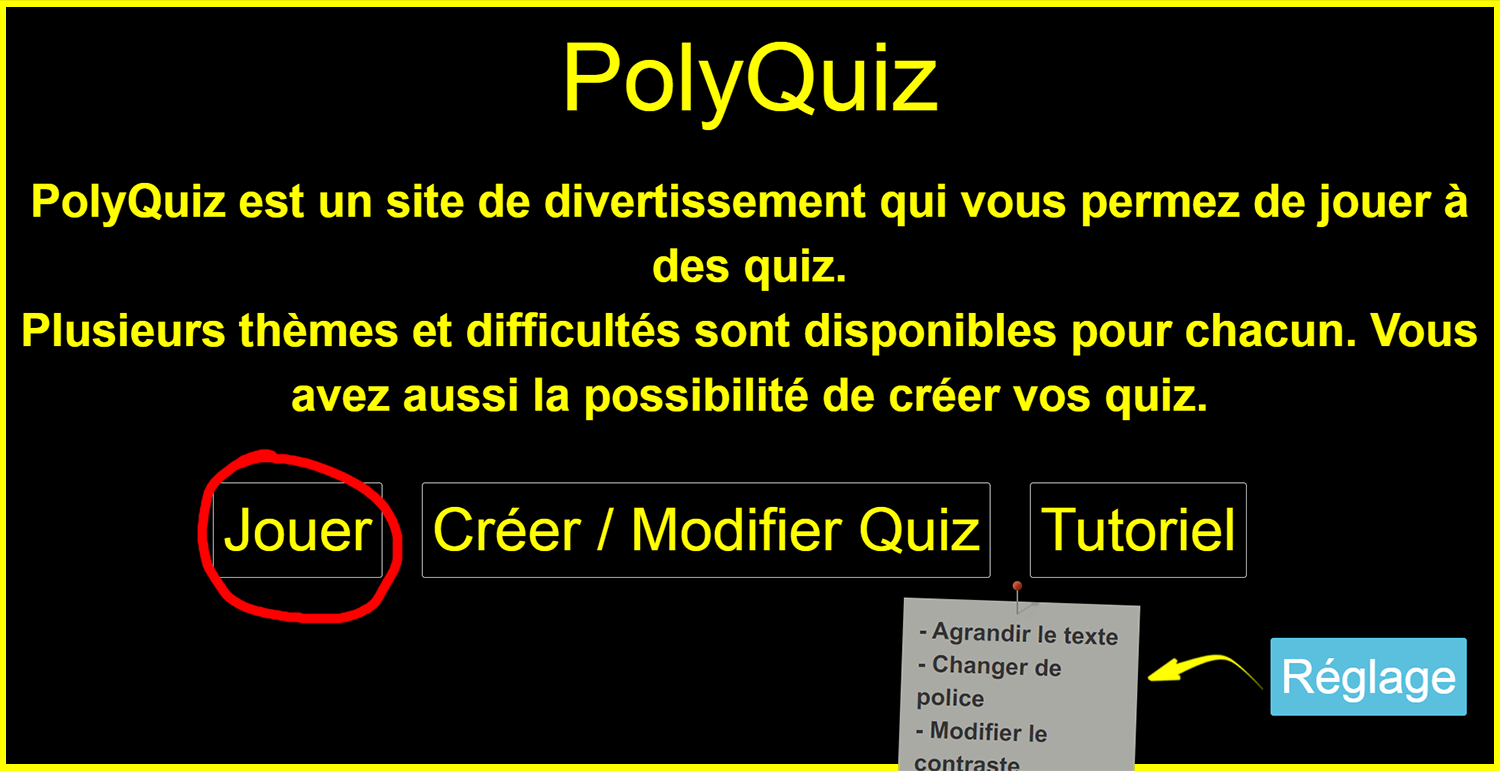 PolyQuiz
PolyQuiz est un site de divertissement qui vous permez de jouer à
des quiz.
Plusieurs thèmes et difficultés sont disponibles pour chacun. Vous
avez aussi la possibilité de créer vos quiz.
Jouer
Créer / Modifier Quiz
Tutoriel
- Agrandir le texte
- Changer de
police
- Modifier le
contraste
Réglage